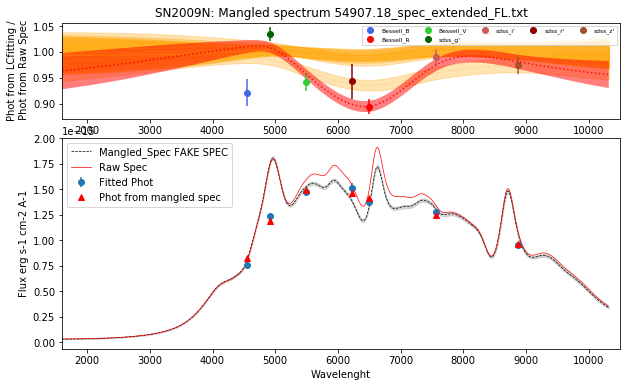 SN2009N: Mangled spectrum 54907.18_spec_extended_FL.txt
Phot from LCfitting /
Phot from Raw Spec
1.05
1.00
0.95
0.90
Bessell_B
Bessell_R
Bessell_V
sdss_g'
sdss_i'
sdss_r'
sdss_z'
2000 3000 4000 5000 6000 7000 8000 9000 10000
1e−15
Flux erg s-1 cm-2 A-1
2.00
1.75
1.50
1.25
1.00
0.75
0.50
0.25
0.00
Mangled_Spec FAKE SPEC
Raw Spec
Fitted Phot
Phot from mangled spec
2000 3000 4000 5000 6000 7000 8000 9000 10000
Wavelenght